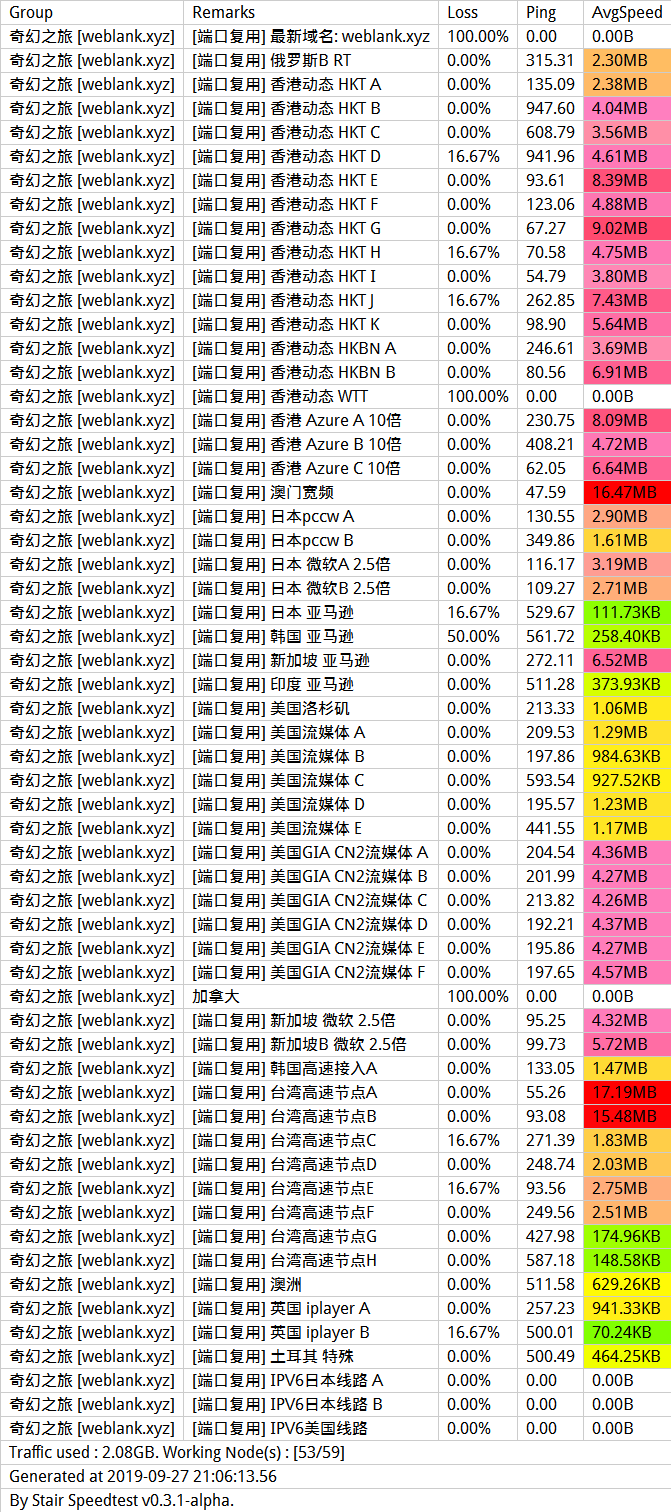 Group Remarks Loss Ping AvgSpeed
奇幻之旅 [weblank.xyz] [端口复用] 最新域名: weblank.xyz 100.00% 0.00 0.00B
奇幻之旅 [weblank.xyz] [端口复用] 俄罗斯B RT 0.00% 315.31 2.30MB
奇幻之旅 [weblank.xyz] [端口复用] 香港动态 HKT A 0.00% 135.09 2.38MB
奇幻之旅 [weblank.xyz] [端口复用] 香港动态 HKT B 0.00% 947.60 4.04MB
奇幻之旅 [weblank.xyz] [端口复用] 香港动态 HKT C 0.00% 608.79 3.56MB
奇幻之旅 [weblank.xyz] [端口复用] 香港动态 HKT D 16.67% 941.96 4.61MB
奇幻之旅 [weblank.xyz] [端口复用] 香港动态 HKT E 0.00% 93.61 8.39MB
奇幻之旅 [weblank.xyz] [端口复用] 香港动态 HKT F 0.00% 123.06 4.88MB
奇幻之旅 [weblank.xyz] [端口复用] 香港动态 HKT G 0.00% 67.27 9.02MB
奇幻之旅 [weblank.xyz] [端口复用] 香港动态 HKT H 16.67% 70.58 4.75MB
奇幻之旅 [weblank.xyz] [端口复用] 香港动态 HKT I 0.00% 54.79 3.80MB
奇幻之旅 [weblank.xyz] [端口复用] 香港动态 HKT J 16.67% 262.85 7.43MB
奇幻之旅 [weblank.xyz] [端口复用] 香港动态 HKT K 0.00% 98.90 5.64MB
奇幻之旅 [weblank.xyz] [端口复用] 香港动态 HKBN A 0.00% 246.61 3.69MB
奇幻之旅 [weblank.xyz] [端口复用] 香港动态 HKBN B 0.00% 80.56 6.91MB
奇幻之旅 [weblank.xyz] [端口复用] 香港动态 WTT 100.00% 0.00 0.00B
奇幻之旅 [weblank.xyz] [端口复用] 香港 Azure A 10倍 0.00% 230.75 8.09MB
奇幻之旅 [weblank.xyz] [端口复用] 香港 Azure B 10倍 0.00% 408.21 4.72MB
奇幻之旅 [weblank.xyz] [端口复用] 香港 Azure C 10倍 0.00% 62.05 6.64MB
奇幻之旅 [weblank.xyz] [端口复用] 澳门宽频 0.00% 47.59 16.47MB
奇幻之旅 [weblank.xyz] [端口复用] 日本pccw A 0.00% 130.55 2.90MB
奇幻之旅 [weblank.xyz] [端口复用] 日本pccw B 0.00% 349.86 1.61MB
奇幻之旅 [weblank.xyz] [端口复用] 日本 微软A 2.5倍 0.00% 116.17 3.19MB
奇幻之旅 [weblank.xyz] [端口复用] 日本 微软B 2.5倍 0.00% 109.27 2.71MB
奇幻之旅 [weblank.xyz] [端口复用] 日本 亚马逊 16.67% 529.67 111.73KB
奇幻之旅 [weblank.xyz] [端口复用] 韩国 亚马逊 50.00% 561.72 258.40KB
奇幻之旅 [weblank.xyz] [端口复用] 新加坡 亚马逊 0.00% 272.11 6.52MB
奇幻之旅 [weblank.xyz] [端口复用] 印度 亚马逊 0.00% 511.28 373.93KB
奇幻之旅 [weblank.xyz] [端口复用] 美国洛杉矶 0.00% 213.33 1.06MB
奇幻之旅 [weblank.xyz] [端口复用] 美国流媒体 A 0.00% 209.53 1.29MB
奇幻之旅 [weblank.xyz] [端口复用] 美国流媒体 B 0.00% 197.86 984.63KB
奇幻之旅 [weblank.xyz] [端口复用] 美国流媒体 C 0.00% 593.54 927.52KB
奇幻之旅 [weblank.xyz] [端口复用] 美国流媒体 D 0.00% 195.57 1.23MB
奇幻之旅 [weblank.xyz] [端口复用] 美国流媒体 E 0.00% 441.55 1.17MB
奇幻之旅 [weblank.xyz] [端口复用] 美国GIA CN2流媒体 A 0.00% 204.54 4.36MB
奇幻之旅 [weblank.xyz] [端口复用] 美国GIA CN2流媒体 B 0.00% 201.99 4.27MB
奇幻之旅 [weblank.xyz] [端口复用] 美国GIA CN2流媒体 C 0.00% 213.82 4.26MB
奇幻之旅 [weblank.xyz] [端口复用] 美国GIA CN2流媒体 D 0.00% 192.21 4.37MB
奇幻之旅 [weblank.xyz] [端口复用] 美国GIA CN2流媒体 E 0.00% 195.86 4.27MB
奇幻之旅 [weblank.xyz] [端口复用] 美国GIA CN2流媒体 F 0.00% 197.65 4.57MB
奇幻之旅 [weblank.xyz] 加拿大 100.00% 0.00 0.00B
奇幻之旅 [weblank.xyz] [端口复用] 新加坡 微软 2.5倍 0.00% 95.25 4.32MB
奇幻之旅 [weblank.xyz] [端口复用] 新加坡B 微软 2.5倍 0.00% 99.73 5.72MB
奇幻之旅 [weblank.xyz] [端口复用] 韩国高速接入A 0.00% 133.05 1.47MB
奇幻之旅 [weblank.xyz] [端口复用] 台湾高速节点A 0.00% 55.26 17.19MB
奇幻之旅 [weblank.xyz] [端口复用] 台湾高速节点B 0.00% 93.08 15.48MB
奇幻之旅 [weblank.xyz] [端口复用] 台湾高速节点C 16.67% 271.39 1.83MB
奇幻之旅 [weblank.xyz] [端口复用] 台湾高速节点D 0.00% 248.74 2.03MB
奇幻之旅 [weblank.xyz] [端口复用] 台湾高速节点E 16.67% 93.56 2.75MB
奇幻之旅 [weblank.xyz] [端口复用] 台湾高速节点F 0.00% 249.56 2.51MB
奇幻之旅 [weblank.xyz] [端口复用] 台湾高速节点G 0.00% 427.98 174.96KB
奇幻之旅 [weblank.xyz] [端口复用] 台湾高速节点H 0.00% 587.18 148.58KB
奇幻之旅 [weblank.xyz] [端口复用] 澳洲 0.00% 511.58 629.26KB
奇幻之旅 [weblank.xyz] [端口复用] 英国 iplayer A 0.00% 257.23 941.33KB
奇幻之旅 [weblank.xyz] [端口复用] 英国 iplayer B 16.67% 500.01 70.24KB
奇幻之旅 [weblank.xyz] [端口复用] 土耳其 特殊 0.00% 500.49 464.25KB
奇幻之旅 [weblank.xyz] [端口复用] IPV6日本线路 A 0.00% 0.00 0.00B
奇幻之旅 [weblank.xyz] [端口复用] IPV6日本线路 B 0.00% 0.00 0.00B
奇幻之旅 [weblank.xyz] [端口复用] IPV6美国线路 0.00% 0.00 0.00B
Traffic used : 2.08GB. Working Node(s) : [53/59]
Generated at 2019-09-27 21:06:13.56
By Stair Speedtest v0.3.1-alpha.